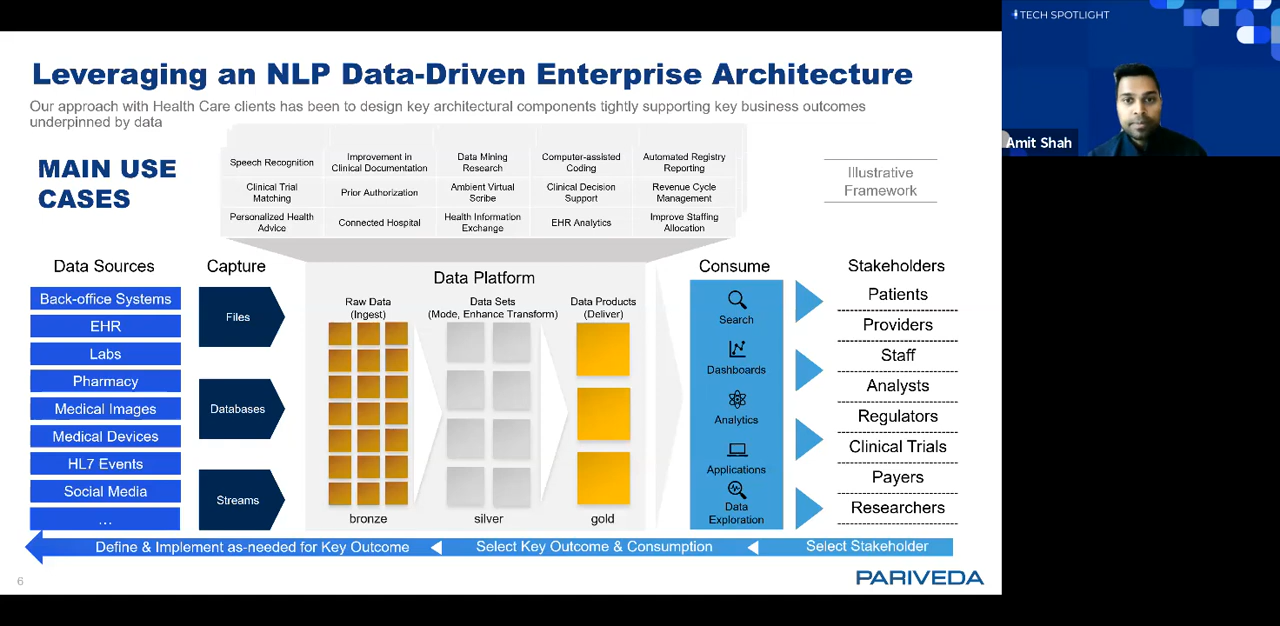 Leveraging an NLP Data-Driven Enterprise Architecture
Our approach with Health Care clients has been to design key architectural components tightly supporting key business outcomes
underpinned by data
MAIN USE
CASES
Speech Recognition
Improvement in
Clinical Documentation
Data Mining
Research
Computer-assisted
Coding
Automated Registry
Reporting
Clinical Trial
Matching
Prior Authorization
Ambient Virtual
Scribe
Clinical Decision
Support
Revenue Cycle
Management
Personalized Health
Advice
Connected Hospital
Health Information
Exchange
EHR Analytics
Improve Staffing
Allocation
Illustrative
Framework
Data Sources
Back-office Systems
EHR
Labs
Pharmacy
Medical Images
Medical Devices
HL7 Events
Social Media
...
Capture
Files
Databases
Streams
Data Platform
Raw Data
(Ingest)
bronze
Data Sets
(Mode, Enhance Transform)
silver
Data Products
(Deliver)
gold
Consume
Search
Dashboards
Analytics
Applications
Data
Exploration
Stakeholders
Patients
Providers
Staff
Analysts
Regulators
Clinical Trials
Payers
Researchers
Define & Implement as-needed for Key Outcome
Select Key Outcome & Consumption
Select Stakeholder
6
PARIVEDA
TECH SPOTLIGHT
Amit Shah